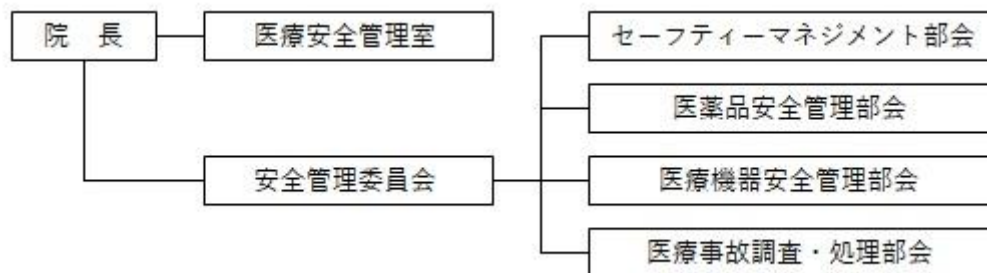 院　長
医療安全管理室
セーフティーマネジメント部会
医薬品安全管理部会
安全管理委員会
医療機器安全管理部会
医療事故調査・処理部会